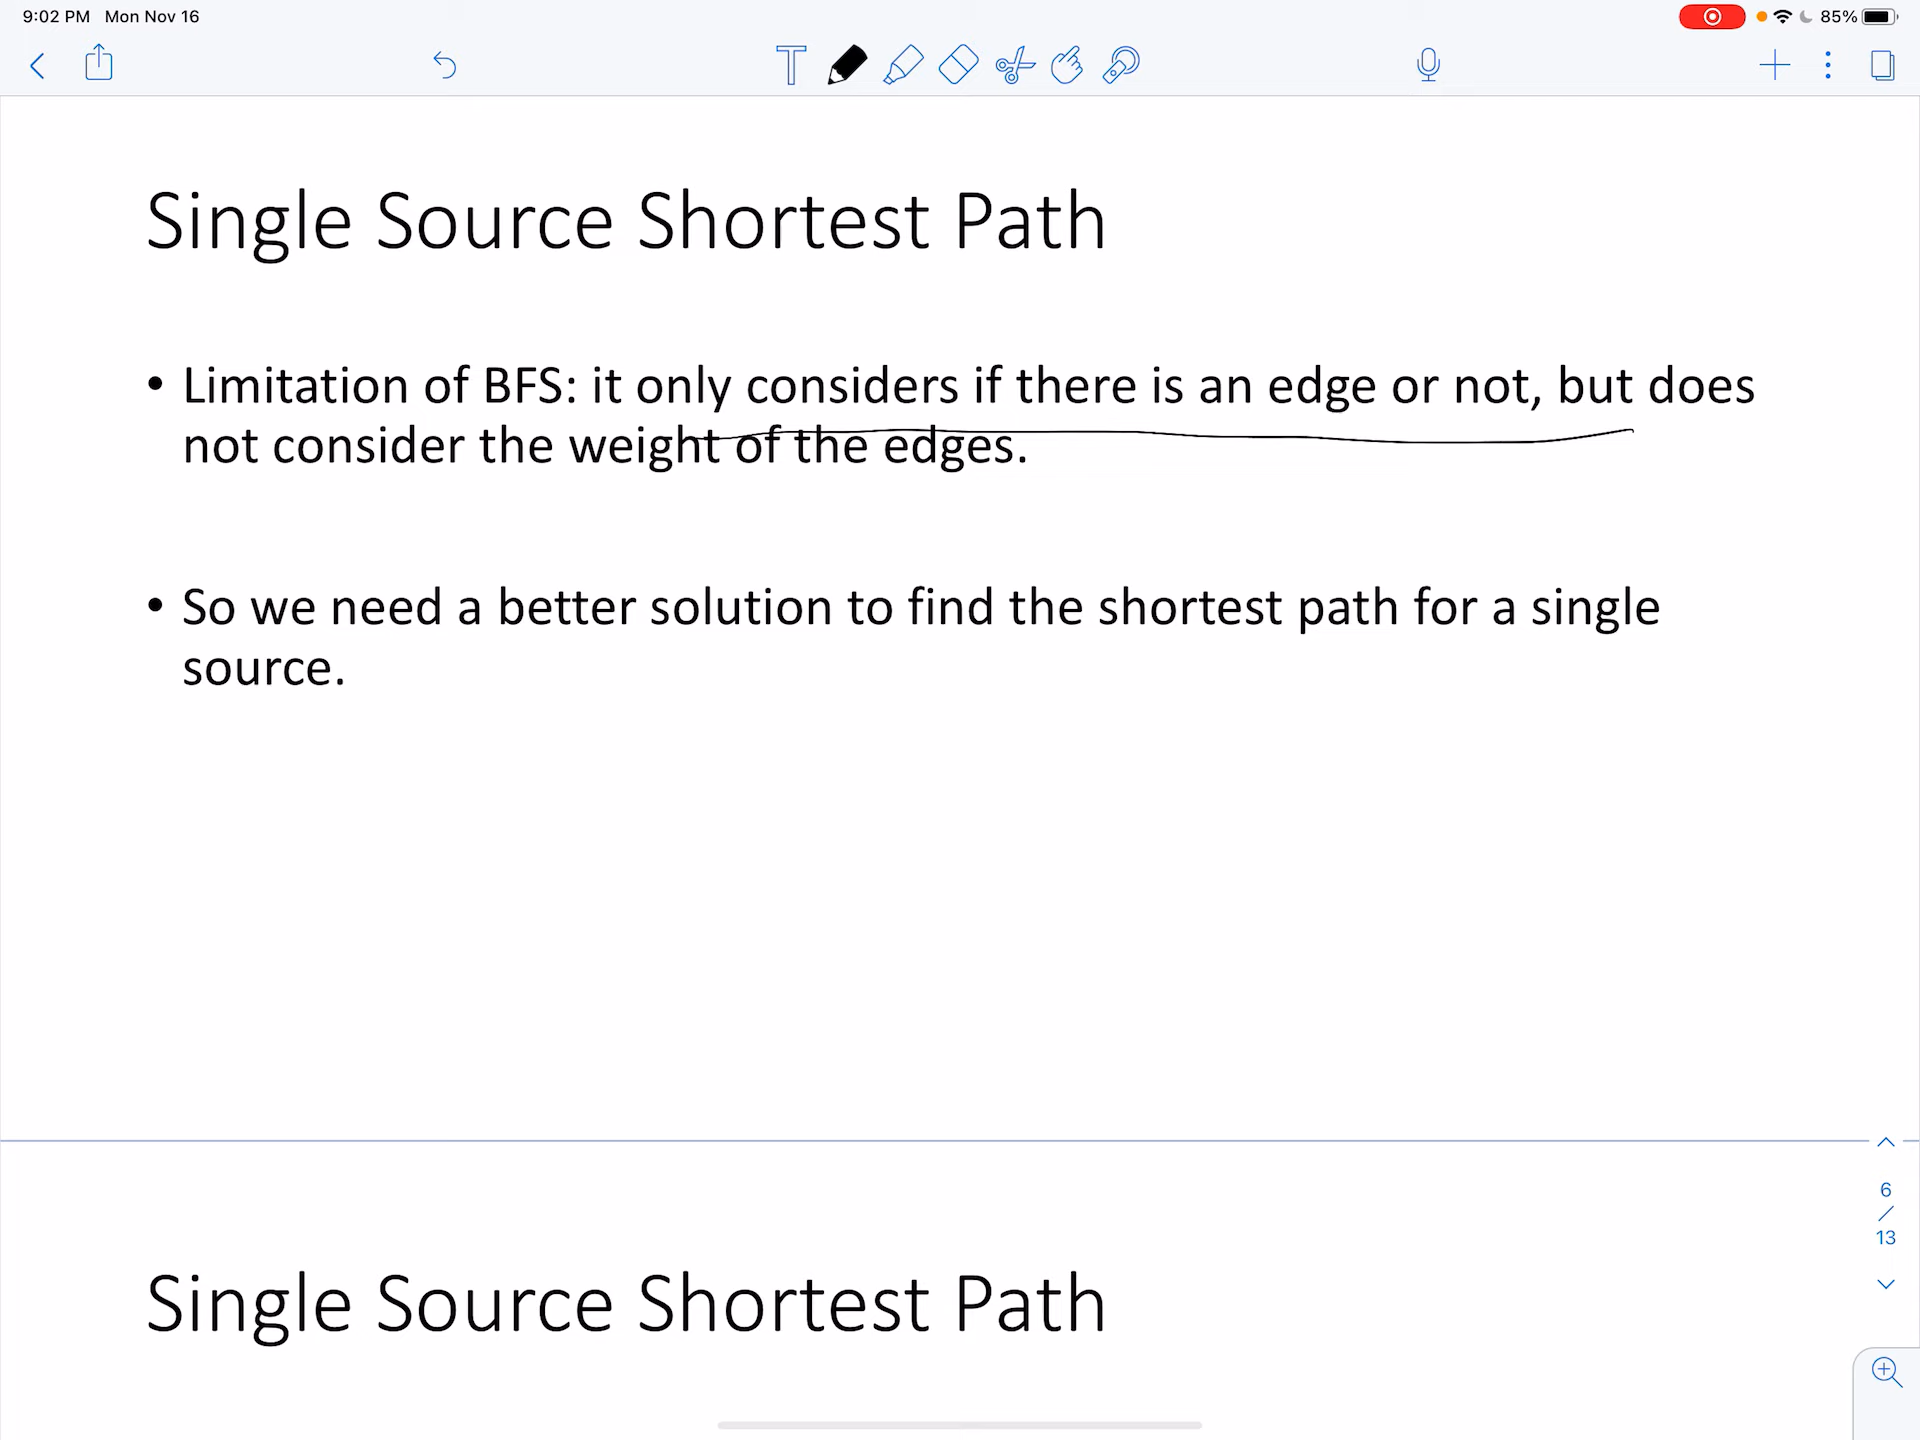 9:02 PM Mon Nov 16
85%
T
Single Source Shortest Path
• Limitation of BFS: it only considers if there is an edge or not, but does
not consider the weight of the edges.
• So we need a better solution to find the shortest path for a single
source.
6
/
13
Single Source Shortest Path